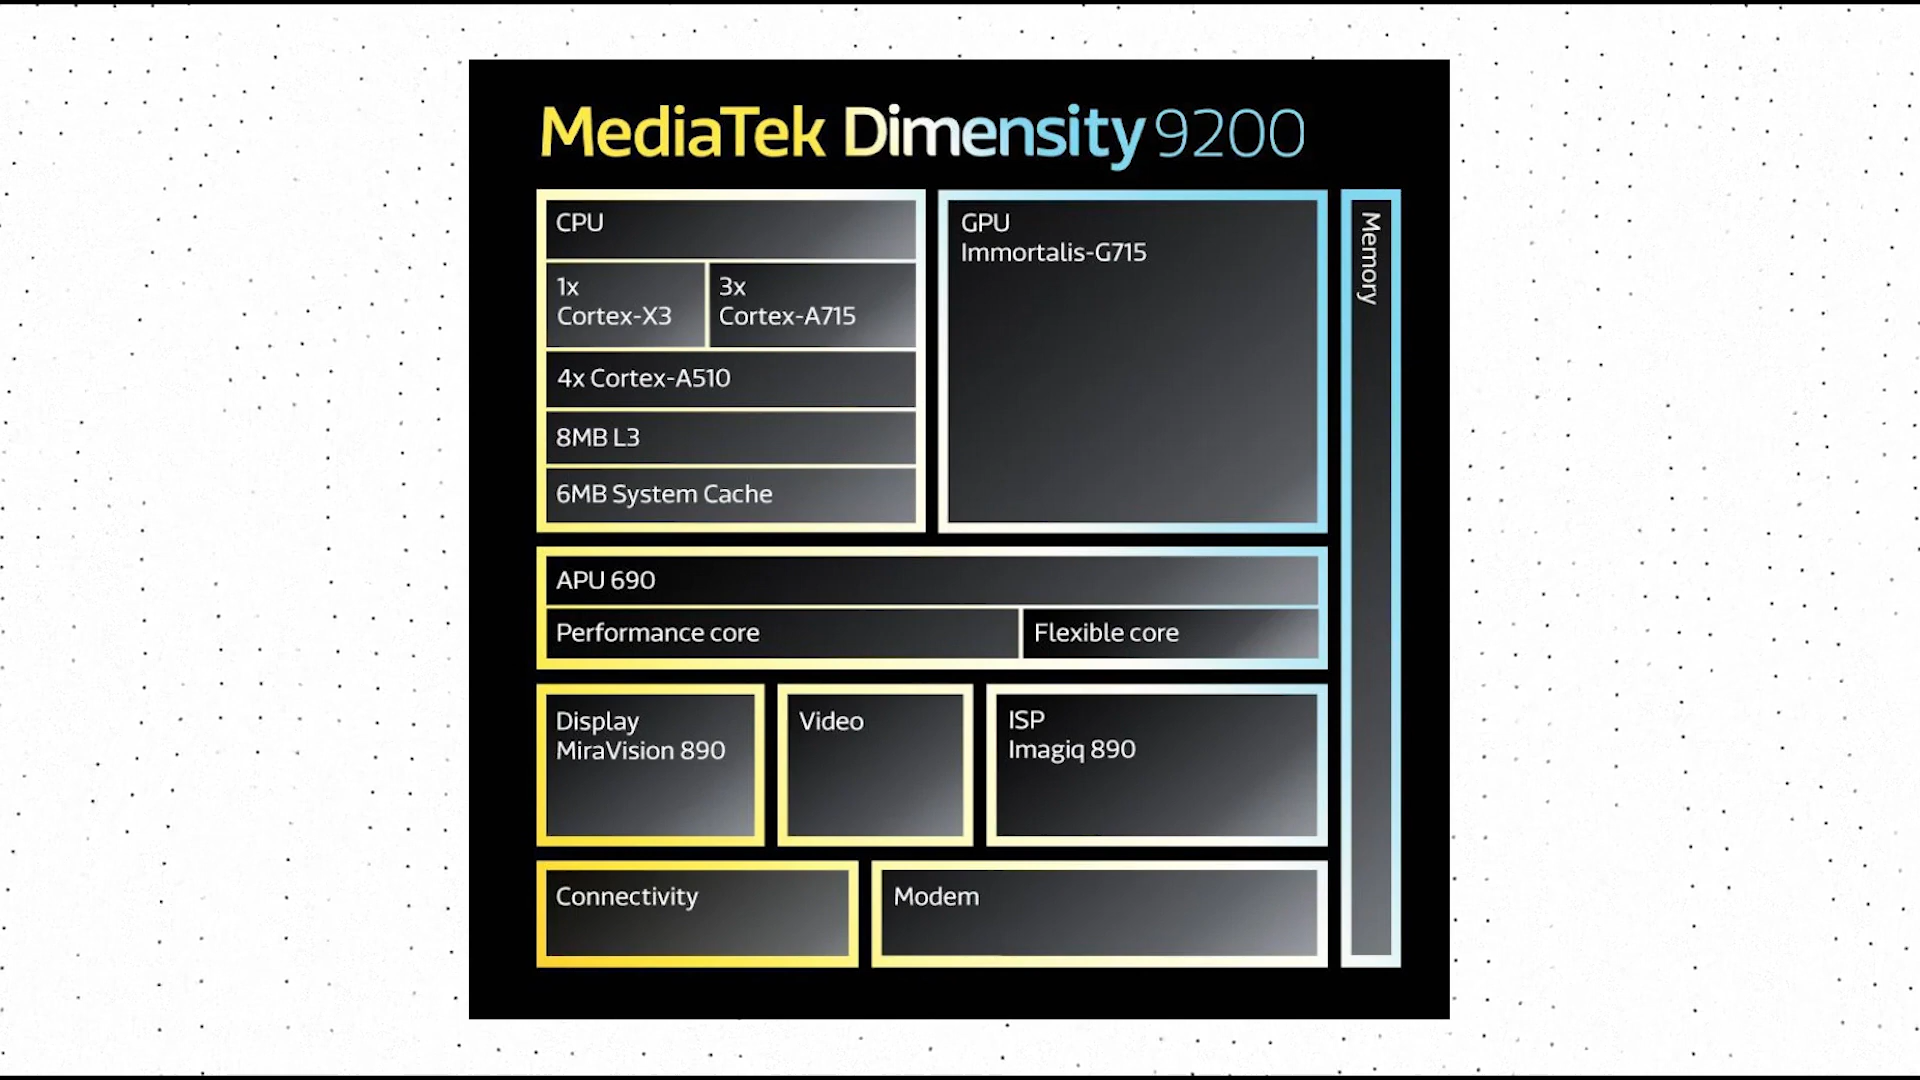 MediaTek Dimensity 9200
CPU
1x
Cortex-X3
3x
Cortex-A715
4x Cortex-A510
8MB L3
6MB System Cache
GPU
Immortalis-G715
Memory
APU 690
Performance core
Flexible core
Display
MiraVision 890
Video
ISP
Imagiq 890
Connectivity
Modem